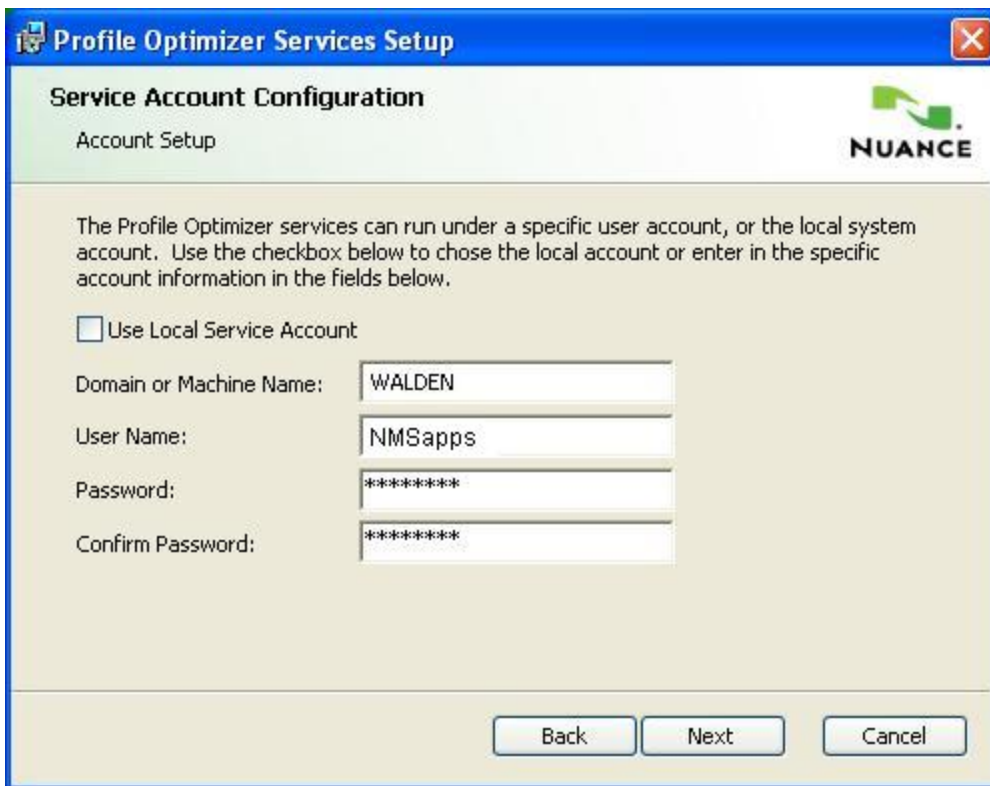 Profile Optimizer Services Setup
Service Account Configuration
Account Setup
NUANCE
The Profile Optimizer services can run under a specific user account, or the local system
account. Use the checkbox below to chose the local account or enter in the specific
account information in the fields below.
Use Local Service Account
Domain or Machine Name: WALDEN
User Name: NMSapps
Password: ********
Confirm Password: ********
Back Next Cancel